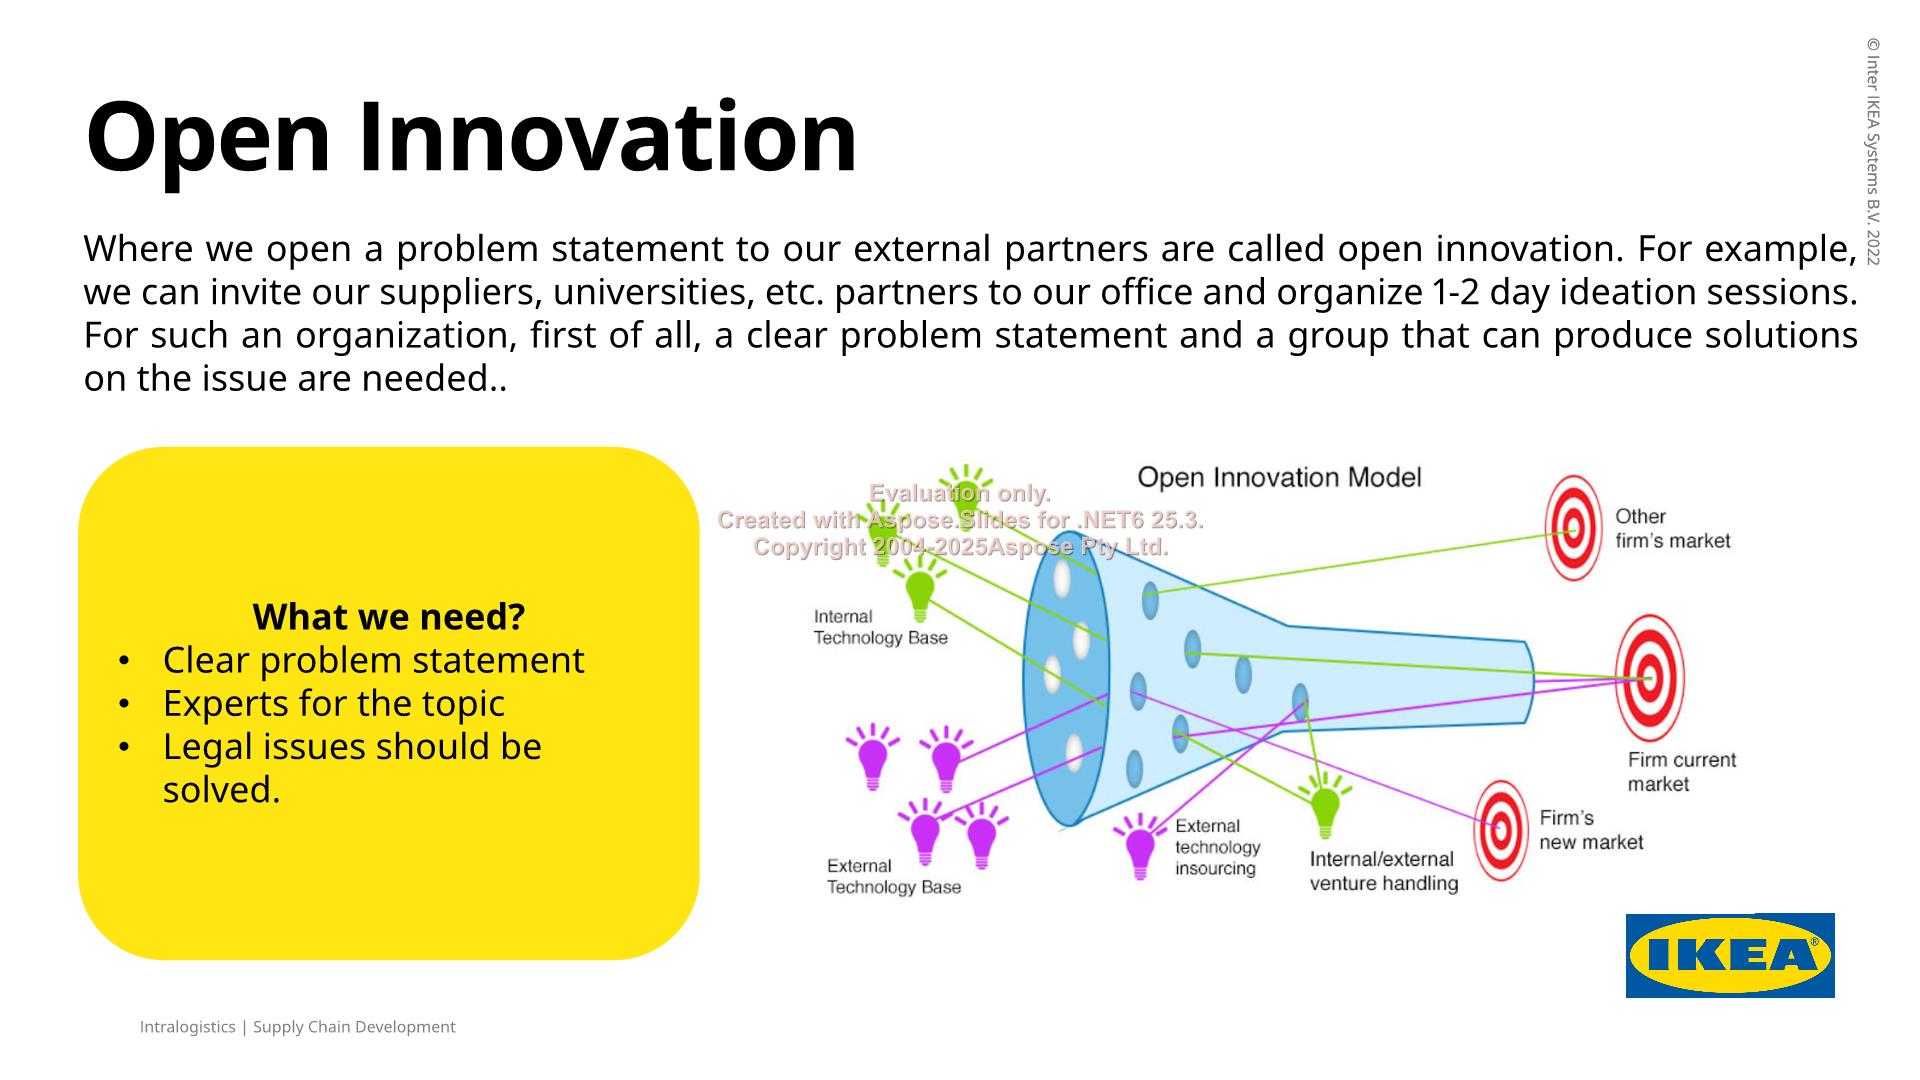 © Inter IKEA Systems B.V. 2022
Open Innovation
Where we open a problem statement to our external partners are called open innovation. For example,
we can invite our suppliers, universities, etc. partners to our office and organize 1-2 day ideation sessions.
For such an organization, first of all, a clear problem statement and a group that can produce solutions
on the issue are needed..
What we need?
• Clear problem statement
• Experts for the topic
• Legal issues should be
solved.
Open Innovation Model
Evaluation only.
Created with Aspose.Slides for .NET6 25.3.
Copyright 2004-2025Aspose Pty Ltd.
Other
firm's market
Internal
Technology Base
Firm current
market
Firm's
new market
External
technology
insourcing
Internal/external
venture handling
External
Technology Base
IKEA®
Intralogistics | Supply Chain Development